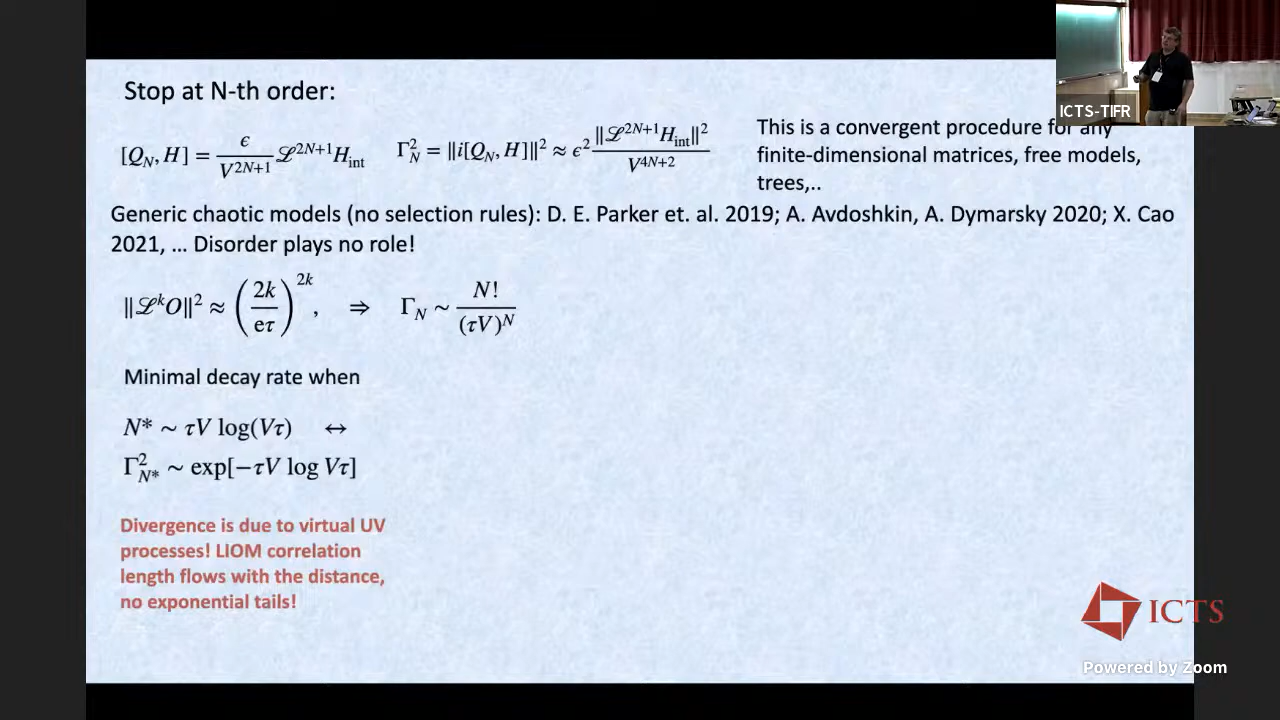 Stop at N-th order:
[Q_N, H] = ϵ/V^{2N+1} ℒ^{2N+1} H_int    Γ_N^2 = ‖i[Q_N, H]‖^2 ≈ ϵ^2 ‖ℒ^{2N+1} H_int‖^2 / V^{4N+2}
This is a convergent procedure for any
finite-dimensional matrices, free models,
trees,..
Generic chaotic models (no selection rules): D. E. Parker et. al. 2019; A. Avdoshkin, A. Dymarsky 2020; X. Cao
2021, … Disorder plays no role!
‖ℒ^k O‖^2 ≈ (2k/eτ)^{2k},    ⇒    Γ_N ∼ N!/(τV)^N
Minimal decay rate when
N* ∼ τV log(Vτ)    ↔
Γ_{N*}^2 ∼ exp[−τV log Vτ]
Divergence is due to virtual UV
processes! LIOM correlation
length flows with the distance,
no exponential tails!
ICTS-TIFR
ICTS
Powered by Zoom